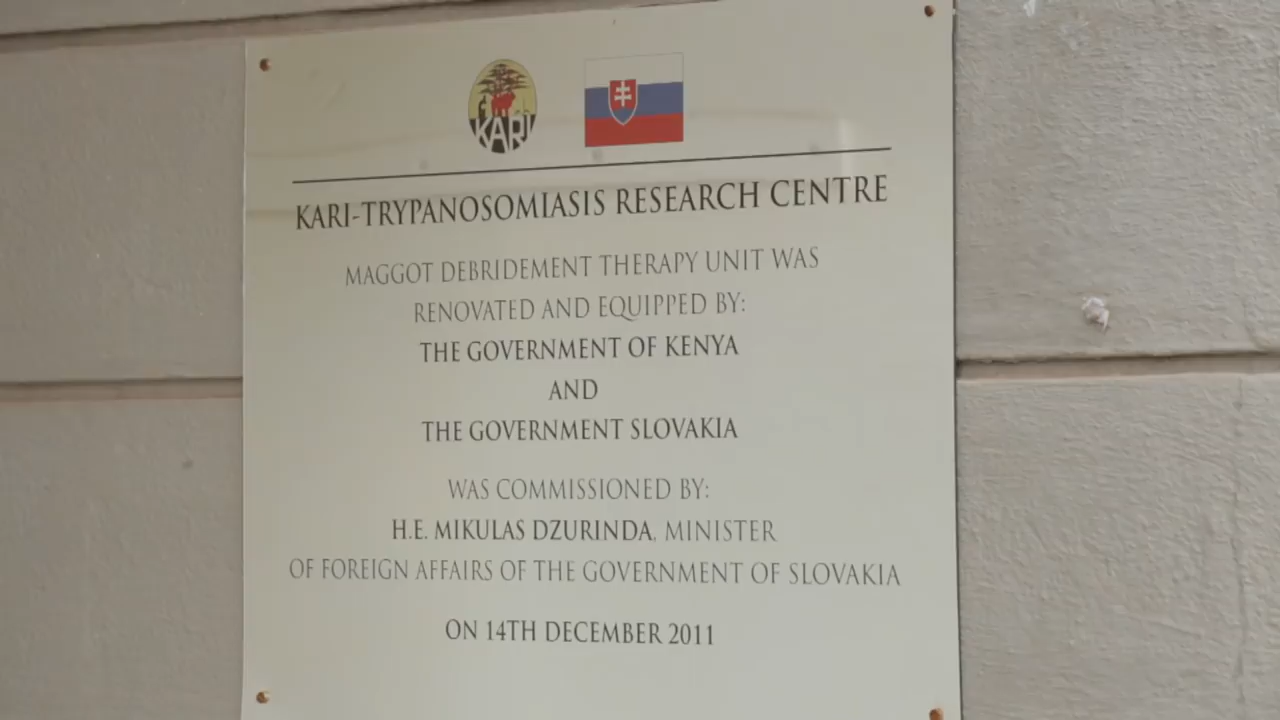 KARI
KARI-TRYPANOSOMIASIS RESEARCH CENTRE
MAGGOT DEBRIDEMENT THERAPY UNIT WAS
RENOVATED AND EQUIPPED BY:
THE GOVERNMENT OF KENYA
AND
THE GOVERNMENT SLOVAKIA
WAS COMMISSIONED BY:
H.E. MIKULAS DZURINDA, MINISTER
OF FOREIGN AFFAIRS OF THE GOVERNMENT OF SLOVAKIA
ON 14TH DECEMBER 2011